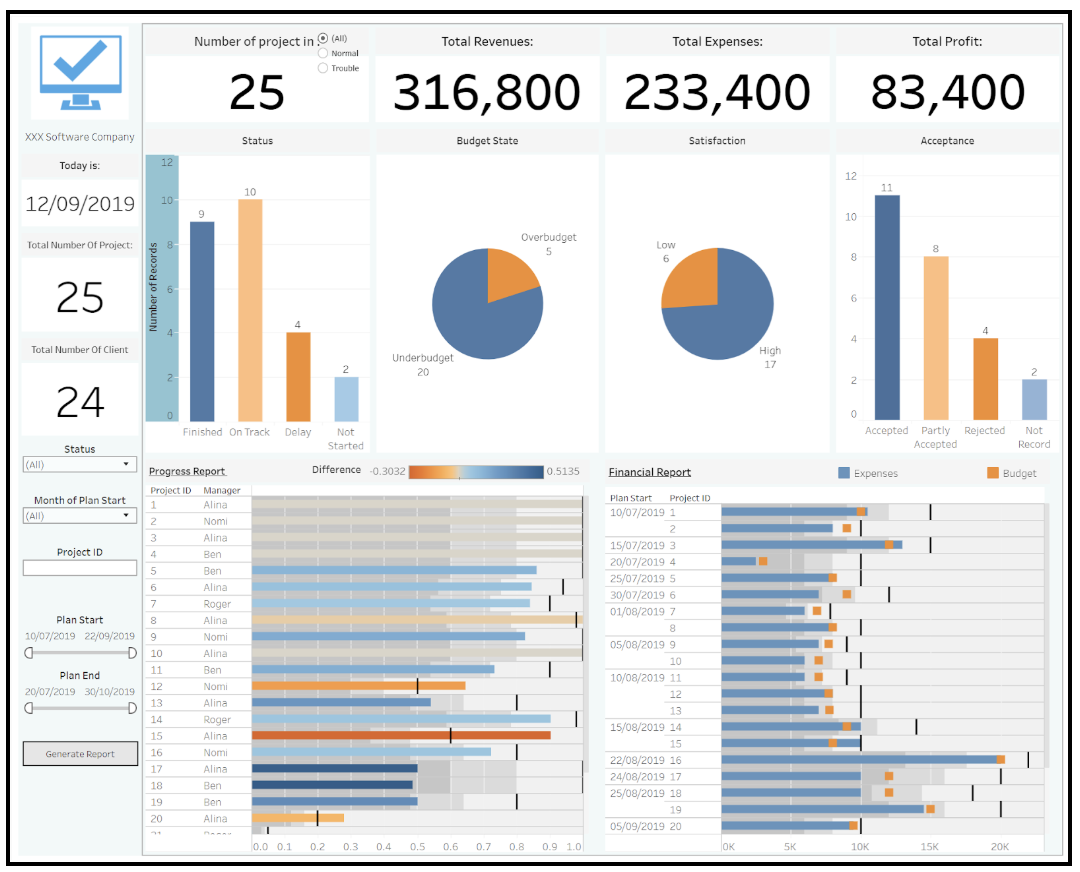 Number of project in :
(All)
Normal
Trouble
25
Total Revenues:
316,800
Total Expenses:
233,400
Total Profit:
83,400
XXX Software Company
Today is:
12/09/2019
Total Number Of Project:
25
Total Number Of Client
24
Status
(All)
Month of Plan Start
(All)
Project ID
Plan Start
10/07/2019 22/09/2019
Plan End
20/07/2019 30/10/2019
Generate Report
Status
Number of Records
12
10
8
6
4
2
0
9
10
4
2
Finished On Track Delay Not
Started
Budget State
Overbudget
5
Underbudget
20
Satisfaction
Low
6
High
17
Acceptance
12
10
8
6
4
2
0
11
8
4
2
Accepted Partly Rejected Not
Accepted Record
Progress Report Difference -0.3032 0.5135
Project ID Manager
1 Alina
2 Nomi
3 Alina
4 Ben
5 Ben
6 Alina
7 Roger
8 Alina
9 Nomi
10 Alina
11 Ben
12 Nomi
13 Alina
14 Roger
15 Alina
16 Nomi
17 Alina
18 Ben
19 Ben
20 Alina
0.0 0.1 0.2 0.3 0.4 0.5 0.6 0.7 0.8 0.9 1.0
Financial Report Expenses Budget
Plan Start Project ID
10/07/2019 1
2
15/07/2019 3
20/07/2019 4
25/07/2019 5
30/07/2019 6
01/08/2019 7
8
05/08/2019 9
10
10/08/2019 11
12
13
15/08/2019 14
15
22/08/2019 16
24/08/2019 17
25/08/2019 18
19
05/09/2019 20
0K 5K 10K 15K 20K